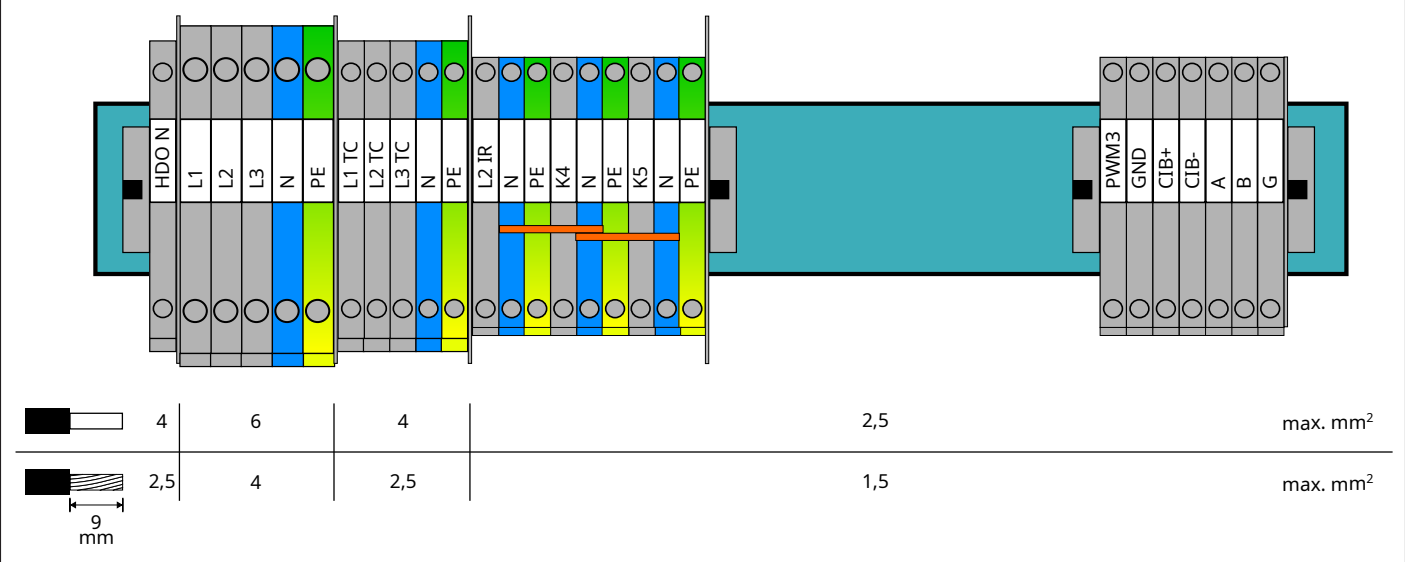 HDO N L1 L2 L3 N PE L1 TC L2 TC L3 TC N PE L2 IR N PE K4 N PE K5 N PE PWM3 GND CIB+ CIB- A B G
4 6 4 2,5 max. mm²
2,5 4 2,5 1,5 max. mm²
9
mm